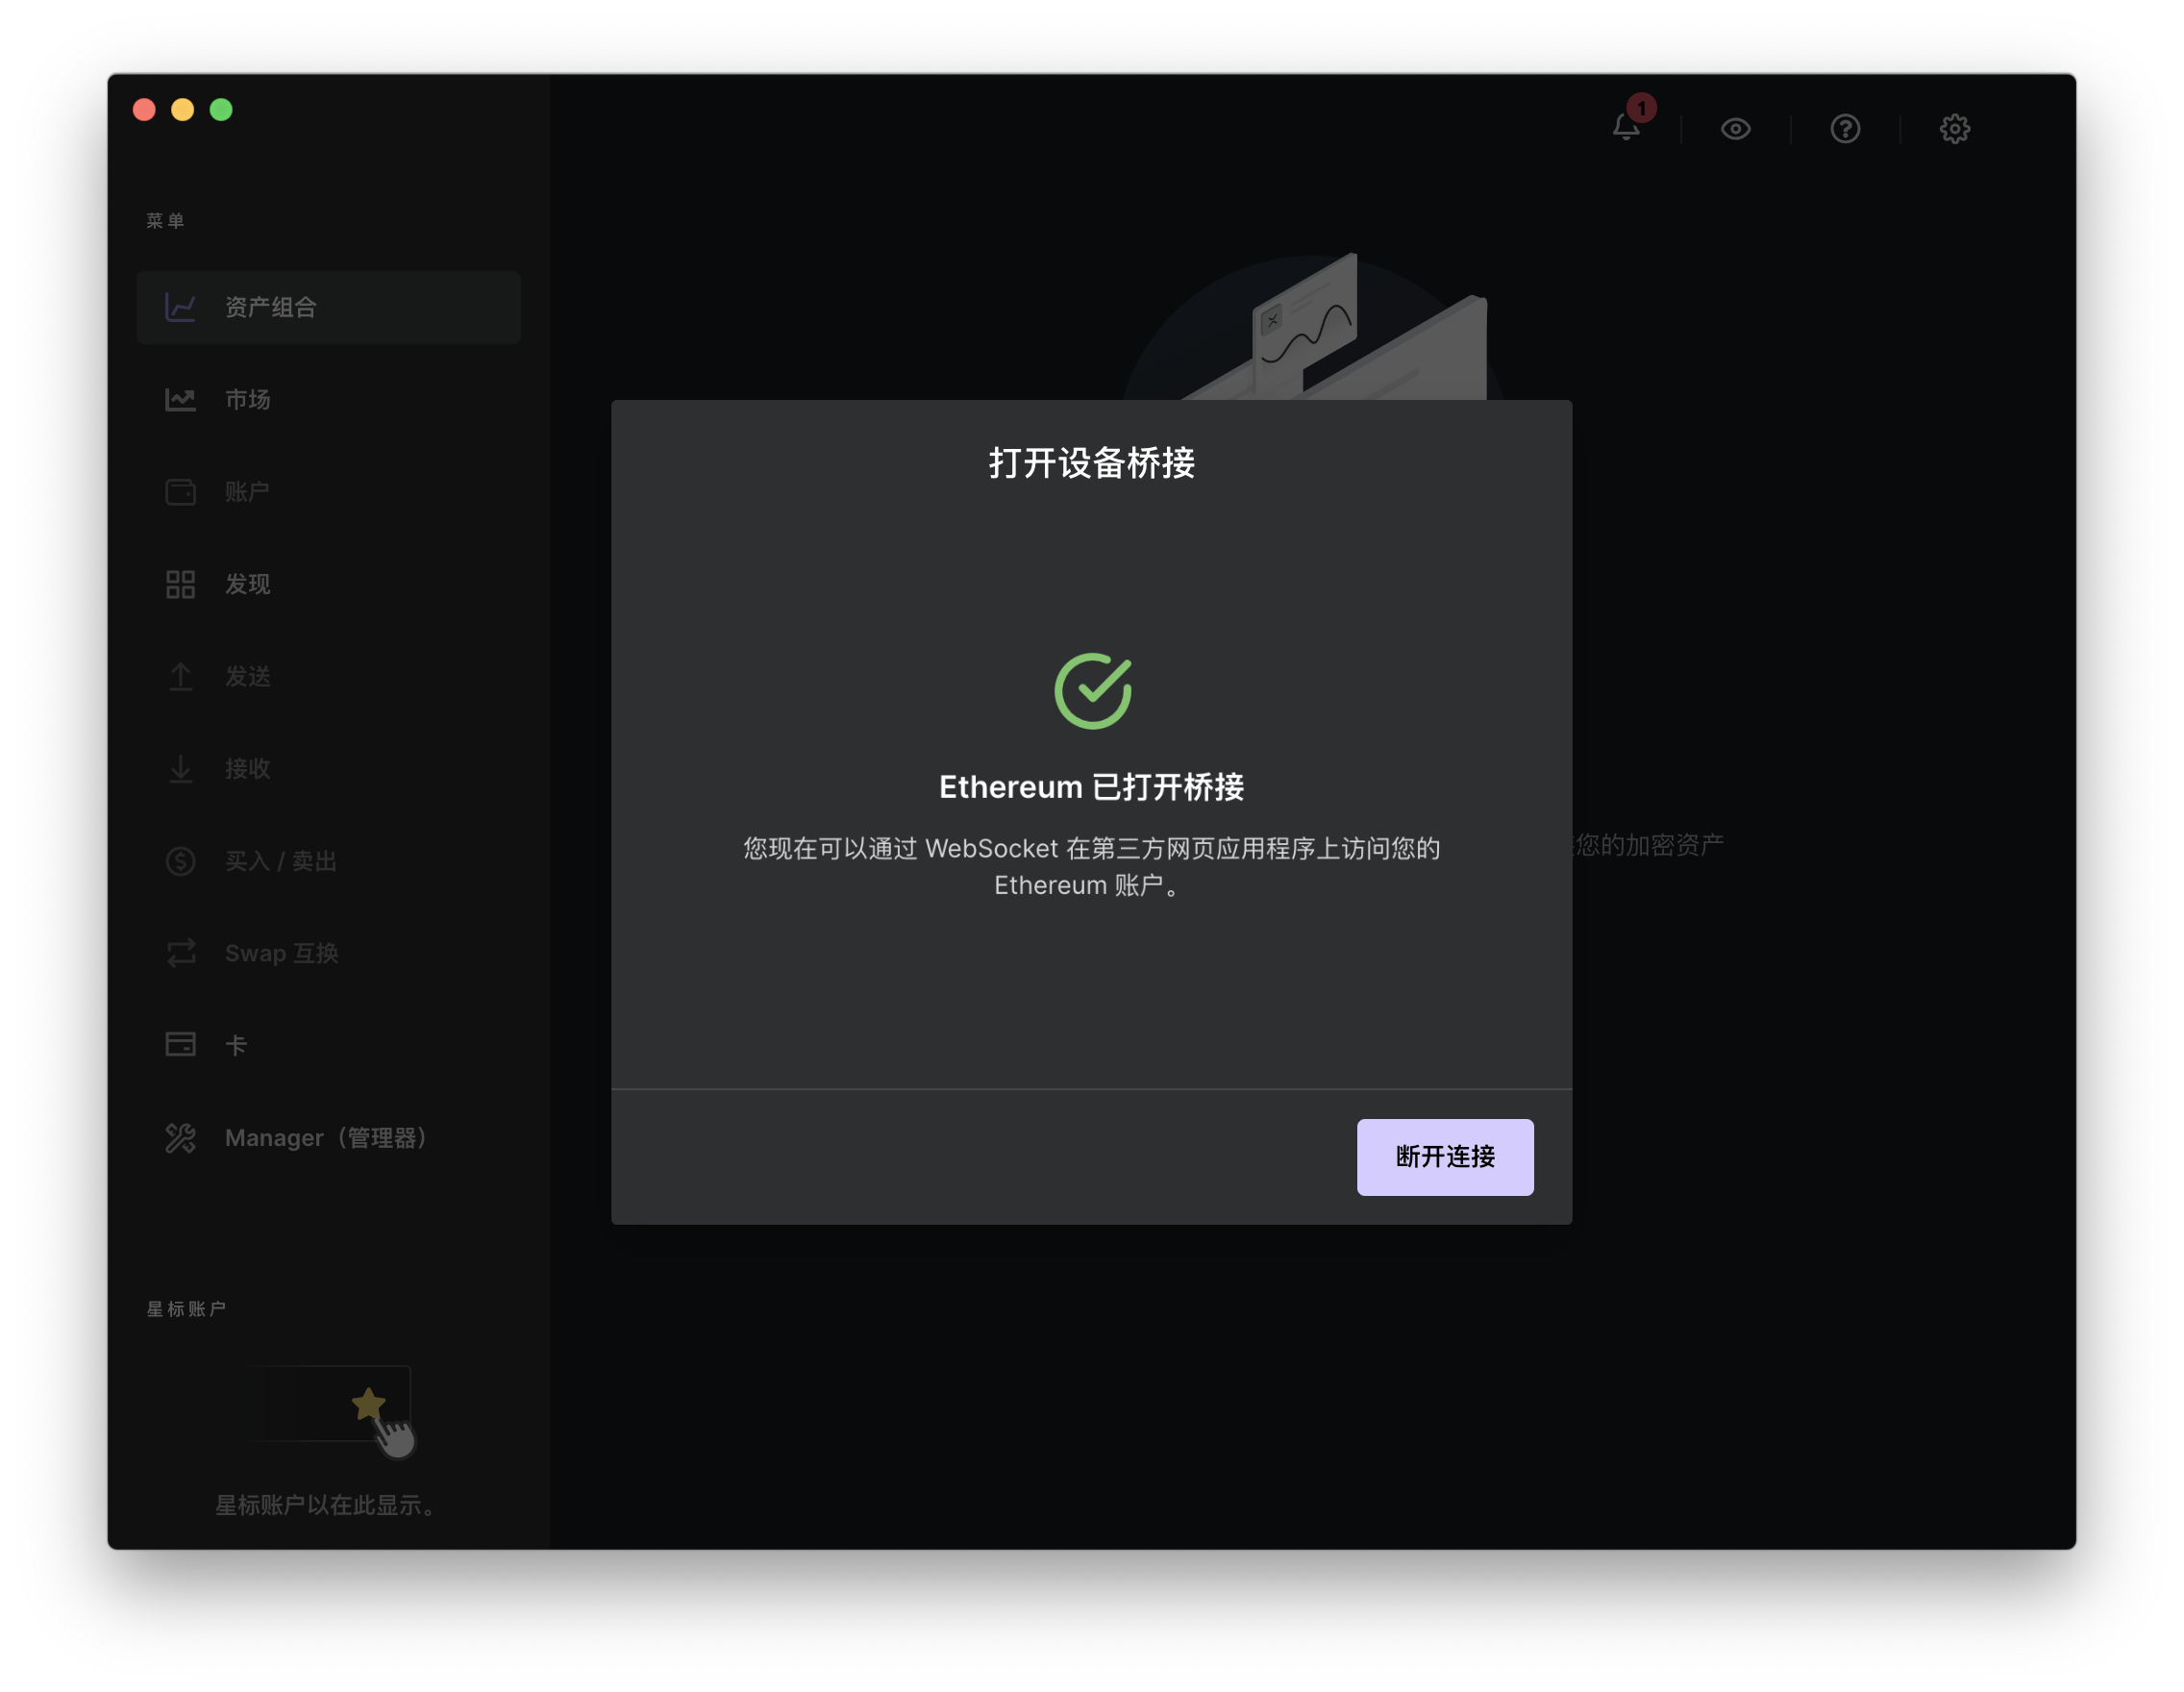 1
菜单
资产组合
市场
账户
发现
发送
接收
买入 / 卖出
Swap 互换
卡
Manager（管理器）
星标账户
星标账户以在此显示。
打开设备桥接
Ethereum 已打开桥接
您现在可以通过 WebSocket 在第三方网页应用程序上访问您的
Ethereum 账户。
您的加密资产
断开连接